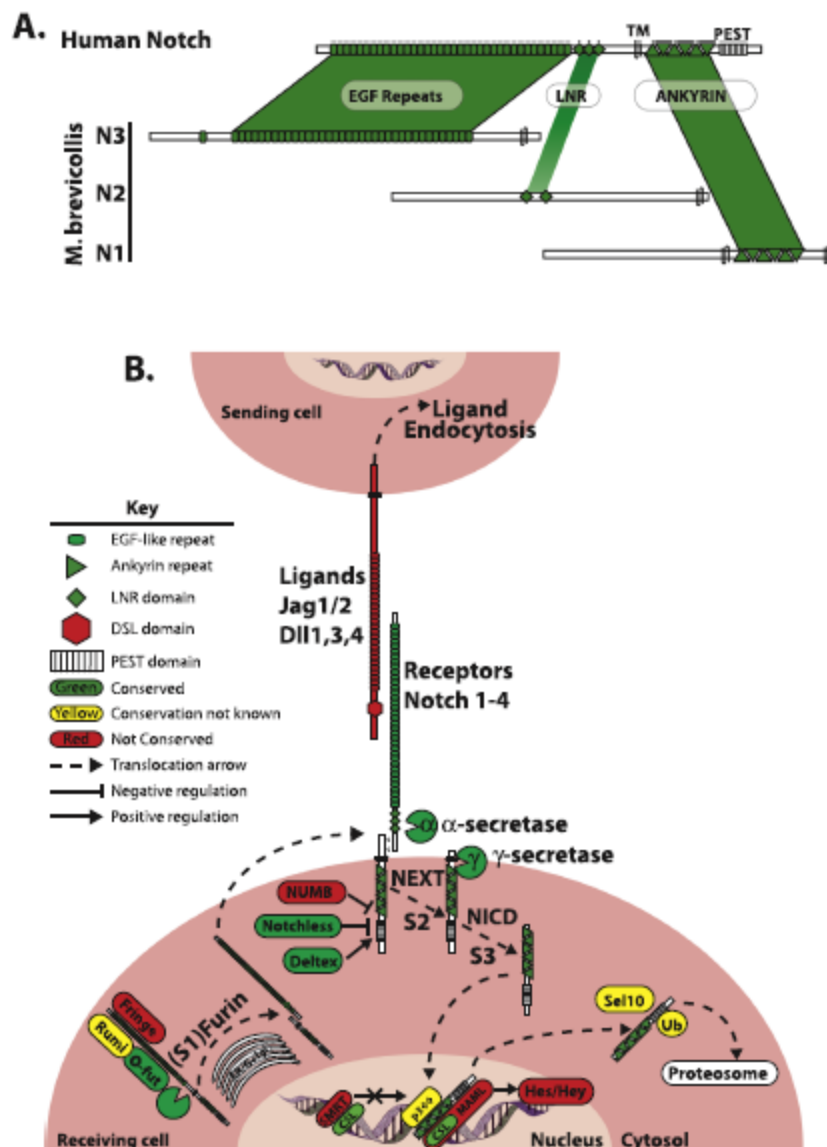 A.
Human Notch
TM
PEST
EGF Repeats
LNR
ANKYRIN
M. brevicollis
N3
N2
N1
B.
Sending cell
Ligand
Endocytosis
Key
EGF-like repeat
Ankyrin repeat
LNR domain
DSL domain
PEST domain
Green Conserved
Yellow Conservation not known
Red Not Conserved
Translocation arrow
Negative regulation
Positive regulation
Ligands
Jag1/2
Dll1,3,4
Receptors
Notch 1-4
α α-secretase
γ γ-secretase
NUMB
NEXT
Notchless
S2
NICD
Deltex
S3
Fringe
Rumi
O-fut
(S1)Furin
Sel10
Ub
Proteosome
SMRT
CSL
p300
CSL
MAML
Hes/Hey
Receiving cell
Nucleus
Cytosol